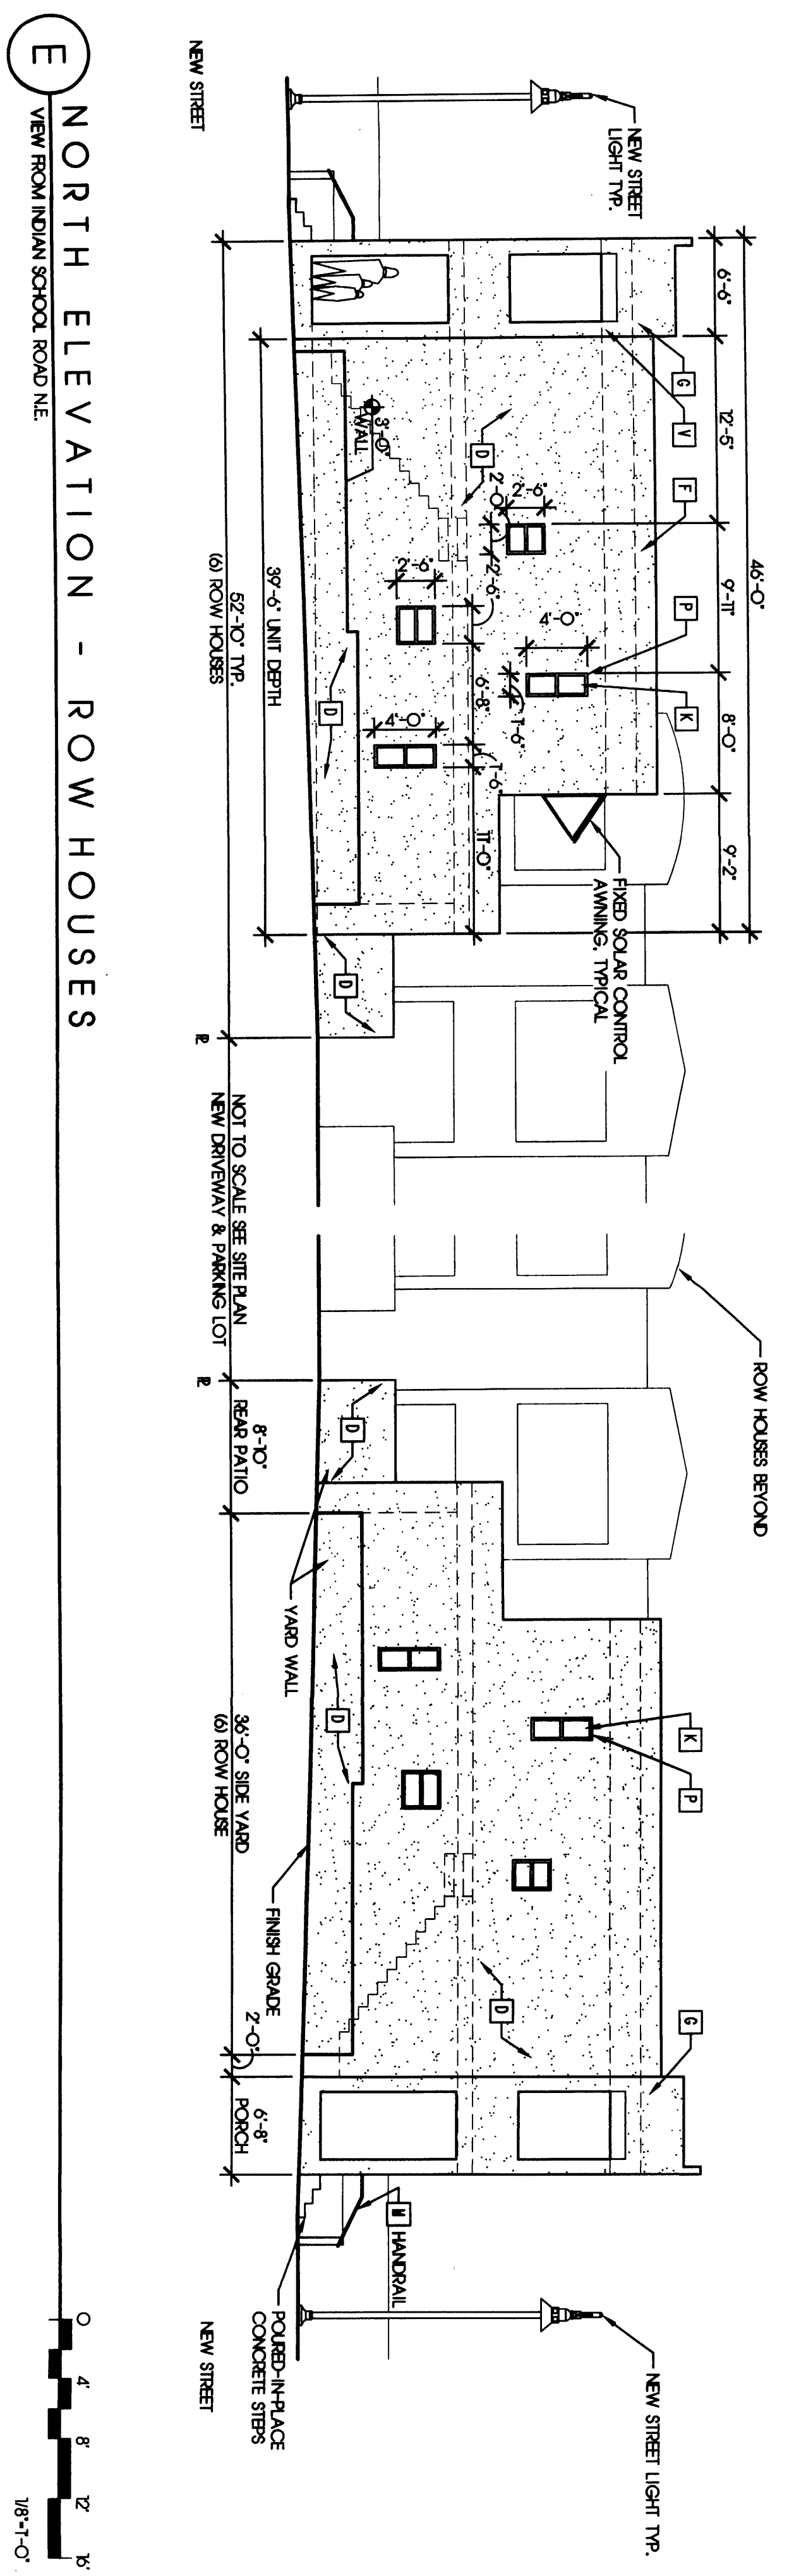 NEW STREET
LIGHT TYP.
46'-0"
6'-6"
12'-5"
9'-11"
8'-0"
9'-2"
G
V
F
P
K
FIXED SOLAR CONTROL
AWNING, TYPICAL
ROW HOUSES BEYOND
K
P
G
NEW STREET LIGHT TYP.
D
2'-0"
2'-6"
2'-6"
4'-0"
1'-6"
3'-0"
WALL
2'-6"
6'-8"
4'-0"
1'-6"
11'-0"
D
D
D
YARD WALL
D
D
FINISH GRADE
M HANDRAIL
POURED-IN-PLACE
CONCRETE STEPS
NEW STREET
39'-6" UNIT DEPTH
52'-10" TYP.
(6) ROW HOUSES
PL
NOT TO SCALE SEE SITE PLAN
NEW DRIVEWAY & PARKING LOT
PL
8'-10"
REAR PATIO
36'-0" SIDE YARD
(6) ROW HOUSE
2'-0"
6'-8"
PORCH
NEW STREET
E
NORTH ELEVATION - ROW HOUSES
VIEW FROM INDIAN SCHOOL ROAD N.E.
0 4' 8' 12' 16'
1/8"=1'-0"